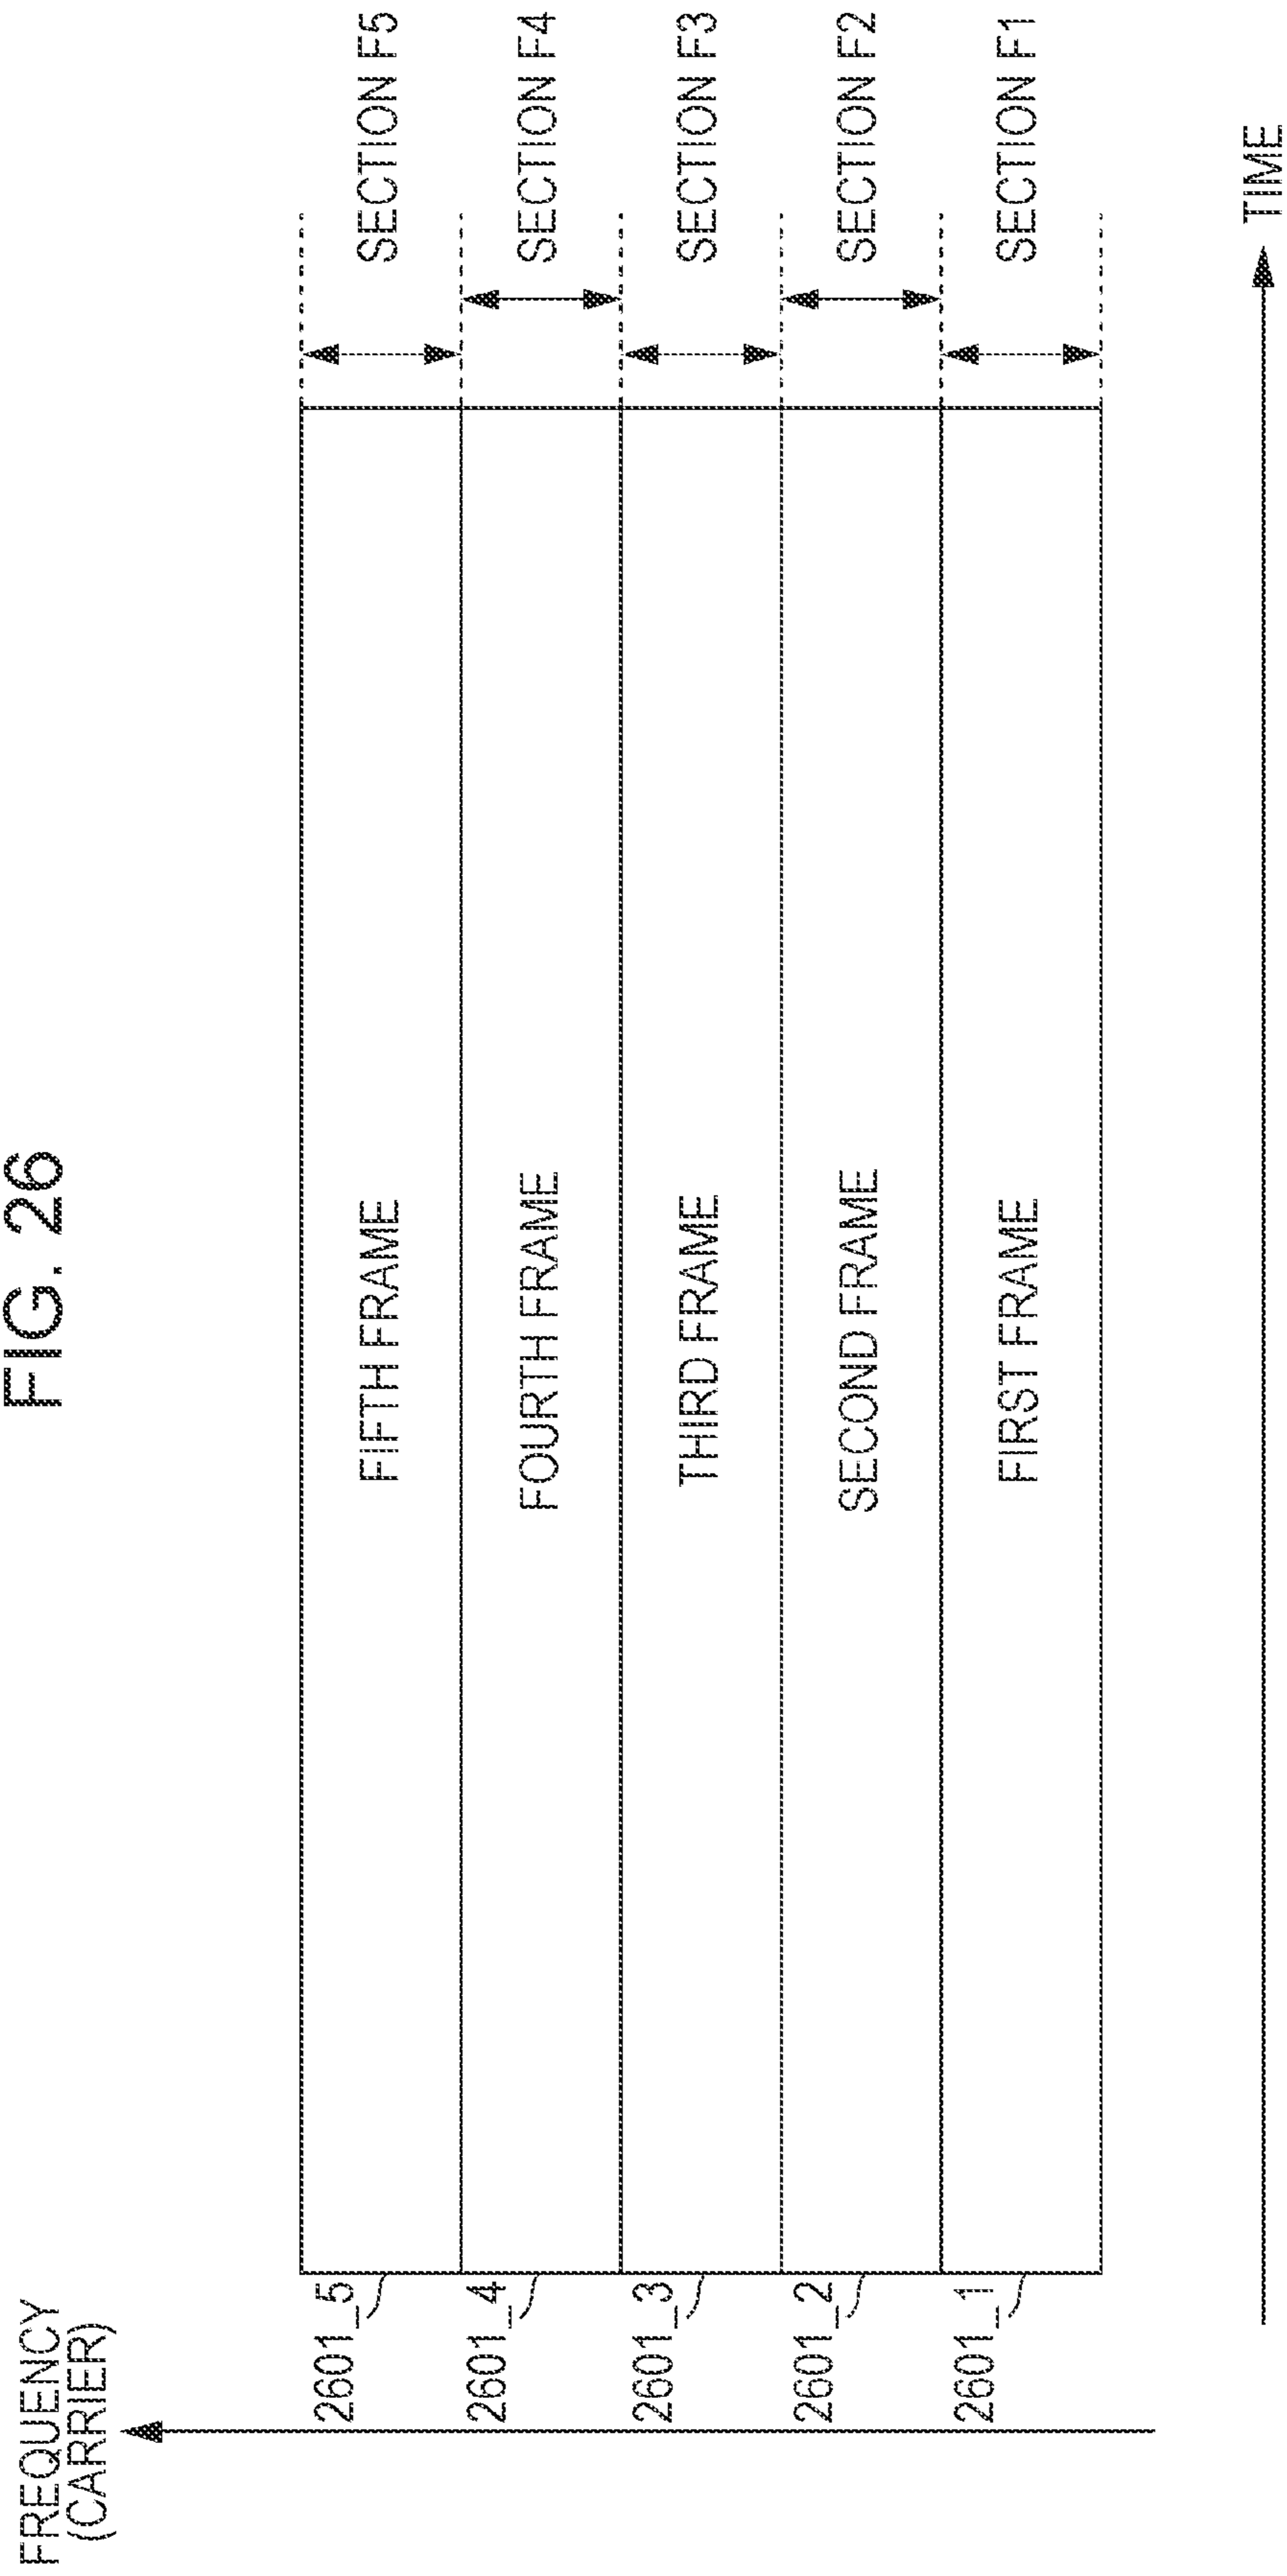 FIG. 26
FREQUENCY
(CARRIER)
2601_5
FIFTH FRAME
SECTION F5
2601_4
FOURTH FRAME
SECTION F4
2601_3
THIRD FRAME
SECTION F3
2601_2
SECOND FRAME
SECTION F2
2601_1
FIRST FRAME
SECTION F1
TIME